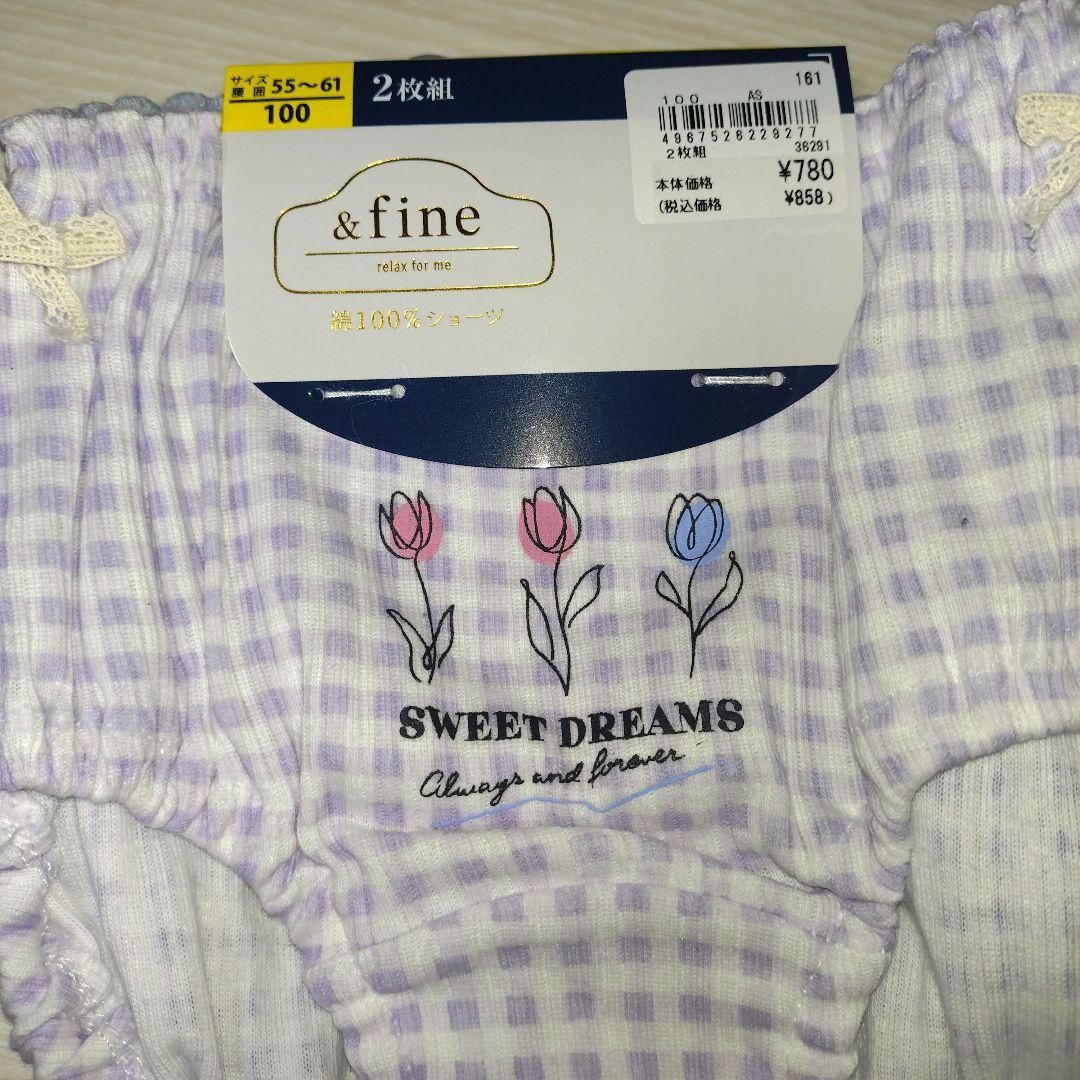 サイズ
腰囲 55〜61
100
2枚組
161
100 AS
4967526229277
2枚組 36291
本体価格 ¥780
(税込価格 ¥858)
&fine
relax for me
綿100%ショーツ
SWEET DREAMS
Always and forever